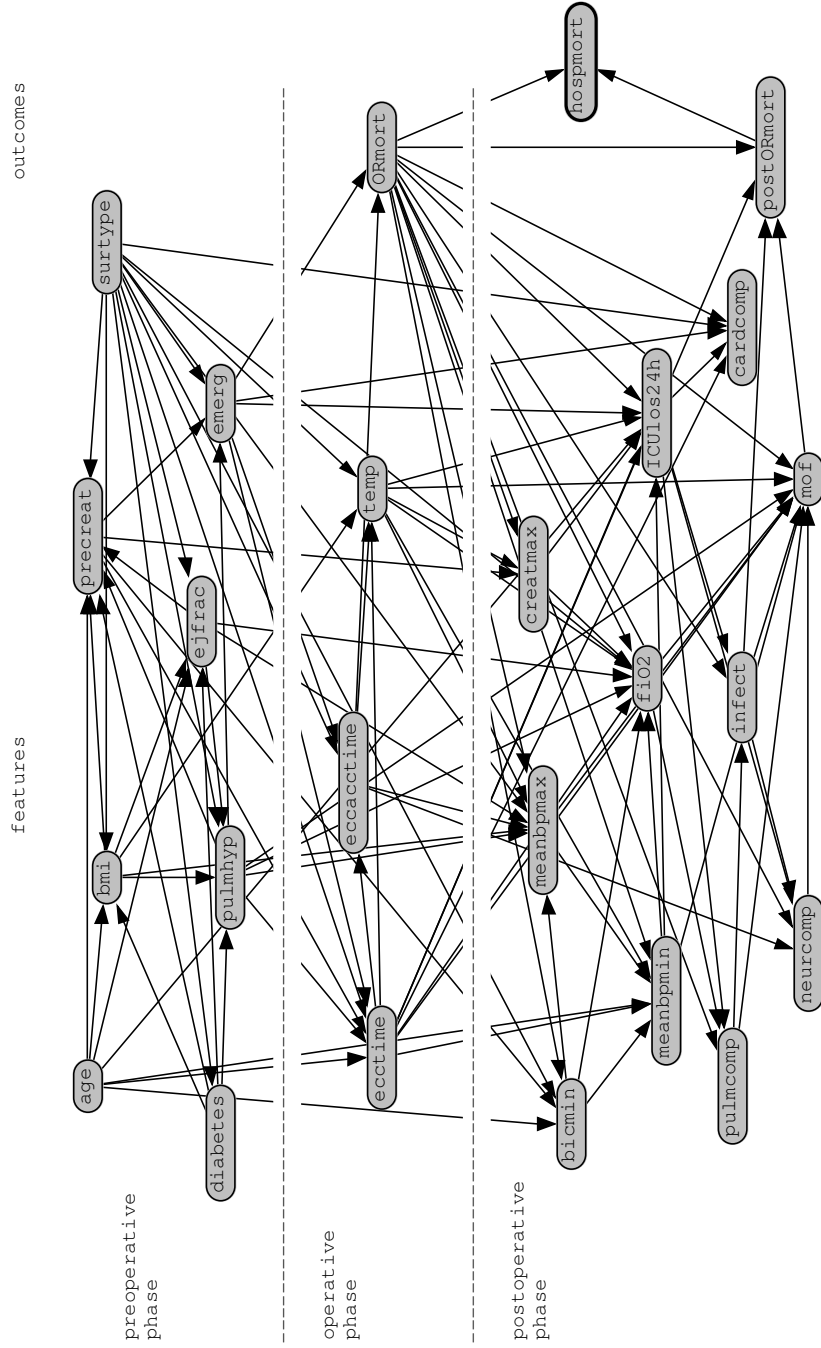 outcomes
features
preoperative
phase
surtype
precreat
emerg
ejfrac
bmi
pulmhyp
age
diabetes
operative
phase
ORmort
temp
eccacctime
ecctime
postoperative
phase
hospmort
postORmort
cardcomp
ICUlos24h
mof
creatmax
fiO2
infect
meanbpmax
meanbpmin
neurcomp
pulmcomp
bicmin